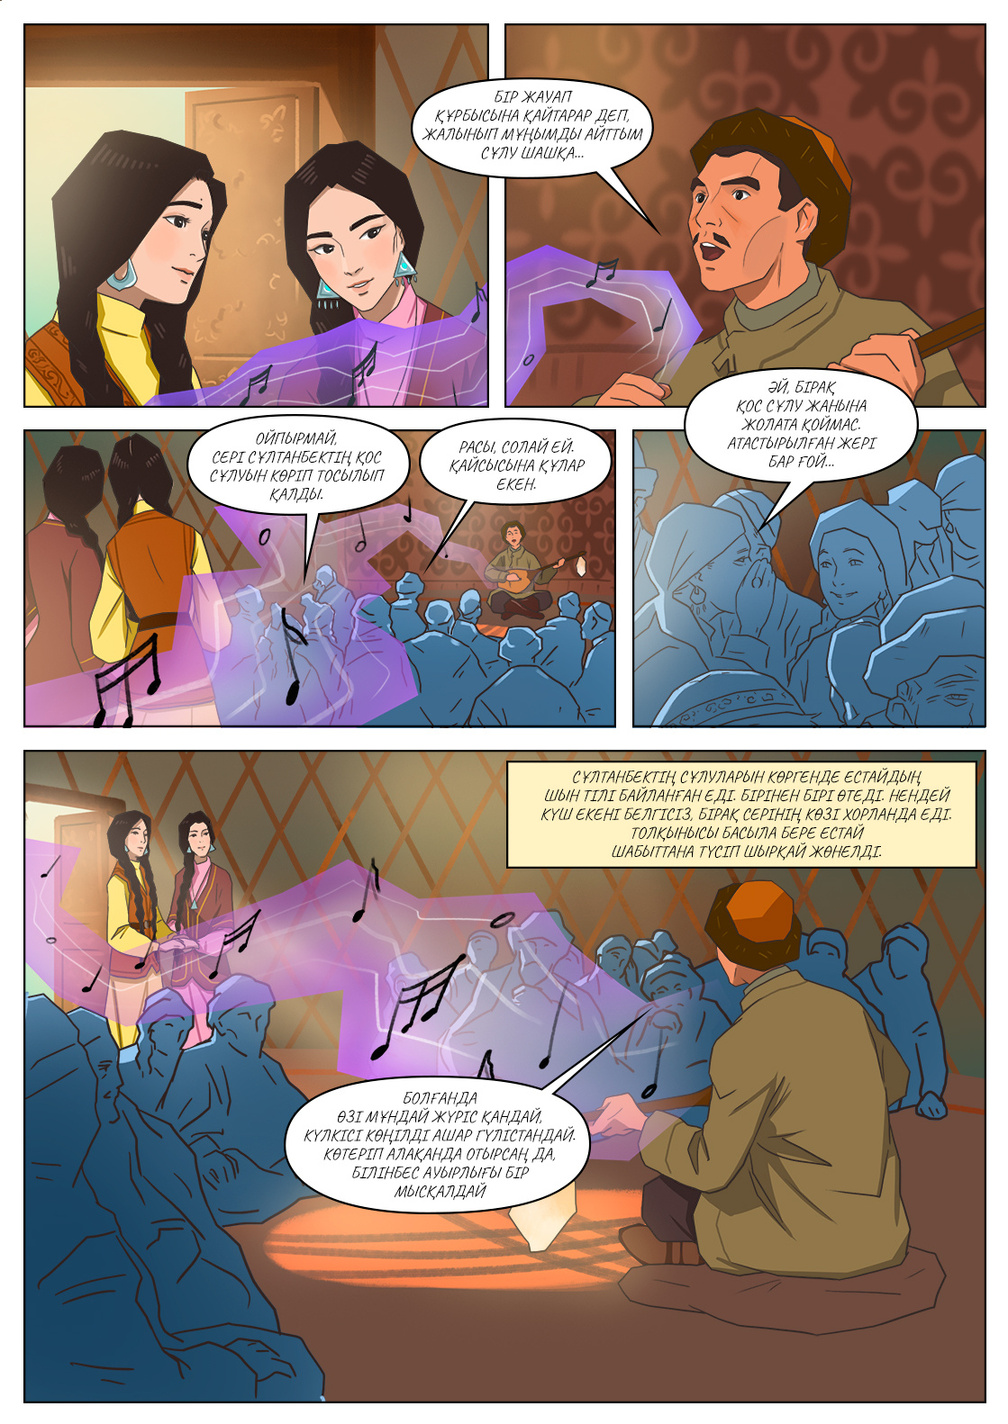 БІР ЖАУАП
ҚҰРБЫСЫНА ҚАЙТАРАР ДЕП,
ЖАЛЫНЫП МҰҢЫМДЫ АЙТТЫМ
СҰЛУ ШАШҚА...
ОЙПЫРМАЙ,
СЕРІ СҰЛТАНБЕКТІҢ ҚОС
СҰЛУЫН КӨРІП ТОСЫЛЫП
ҚАЛДЫ.
РАСЫ, СОЛАЙ ЕЙ.
ҚАЙСЫСЫНА ҚҰЛАР
ЕКЕН.
ӘЙ, БІРАҚ
ҚОС СҰЛУ ЖАНЫНА
ЖОЛАТА ҚОЙМАС.
АТАСТЫРЫЛҒАН ЖЕРІ
БАР ҒОЙ...
СҰЛТАНБЕКТІҢ СҰЛУЛАРЫН КӨРГЕНДЕ ЕСТАЙДЫҢ
ШЫН ТІЛІ БАЙЛАНҒАН ЕДІ. БІРІНЕН БІРІ ӨТЕДІ. НЕНДЕЙ
КҮШ ЕКЕНІ БЕЛГІСІЗ, БІРАҚ СЕРІНІҢ КӨЗІ ХОРЛАНДА ЕДІ.
ТОЛҚЫНЫСЫ БАСЫЛА БЕРЕ ЕСТАЙ
ШАБЫТТАНА ТҮСІП ШЫРҚАЙ ЖӨНЕЛДІ.
БОЛҒАНДА
ӨЗІ МҰНДАЙ ЖҮРІС ҚАНДАЙ,
КҮЛКІСІ КӨҢІЛДІ АШАР ГҮЛІСТАНДАЙ.
КӨТЕРІП АЛАҚАНДА ОТЫРСАҢ ДА,
БІЛІНБЕС АУЫРЛЫҒЫ БІР
МЫСҚАЛДАЙ